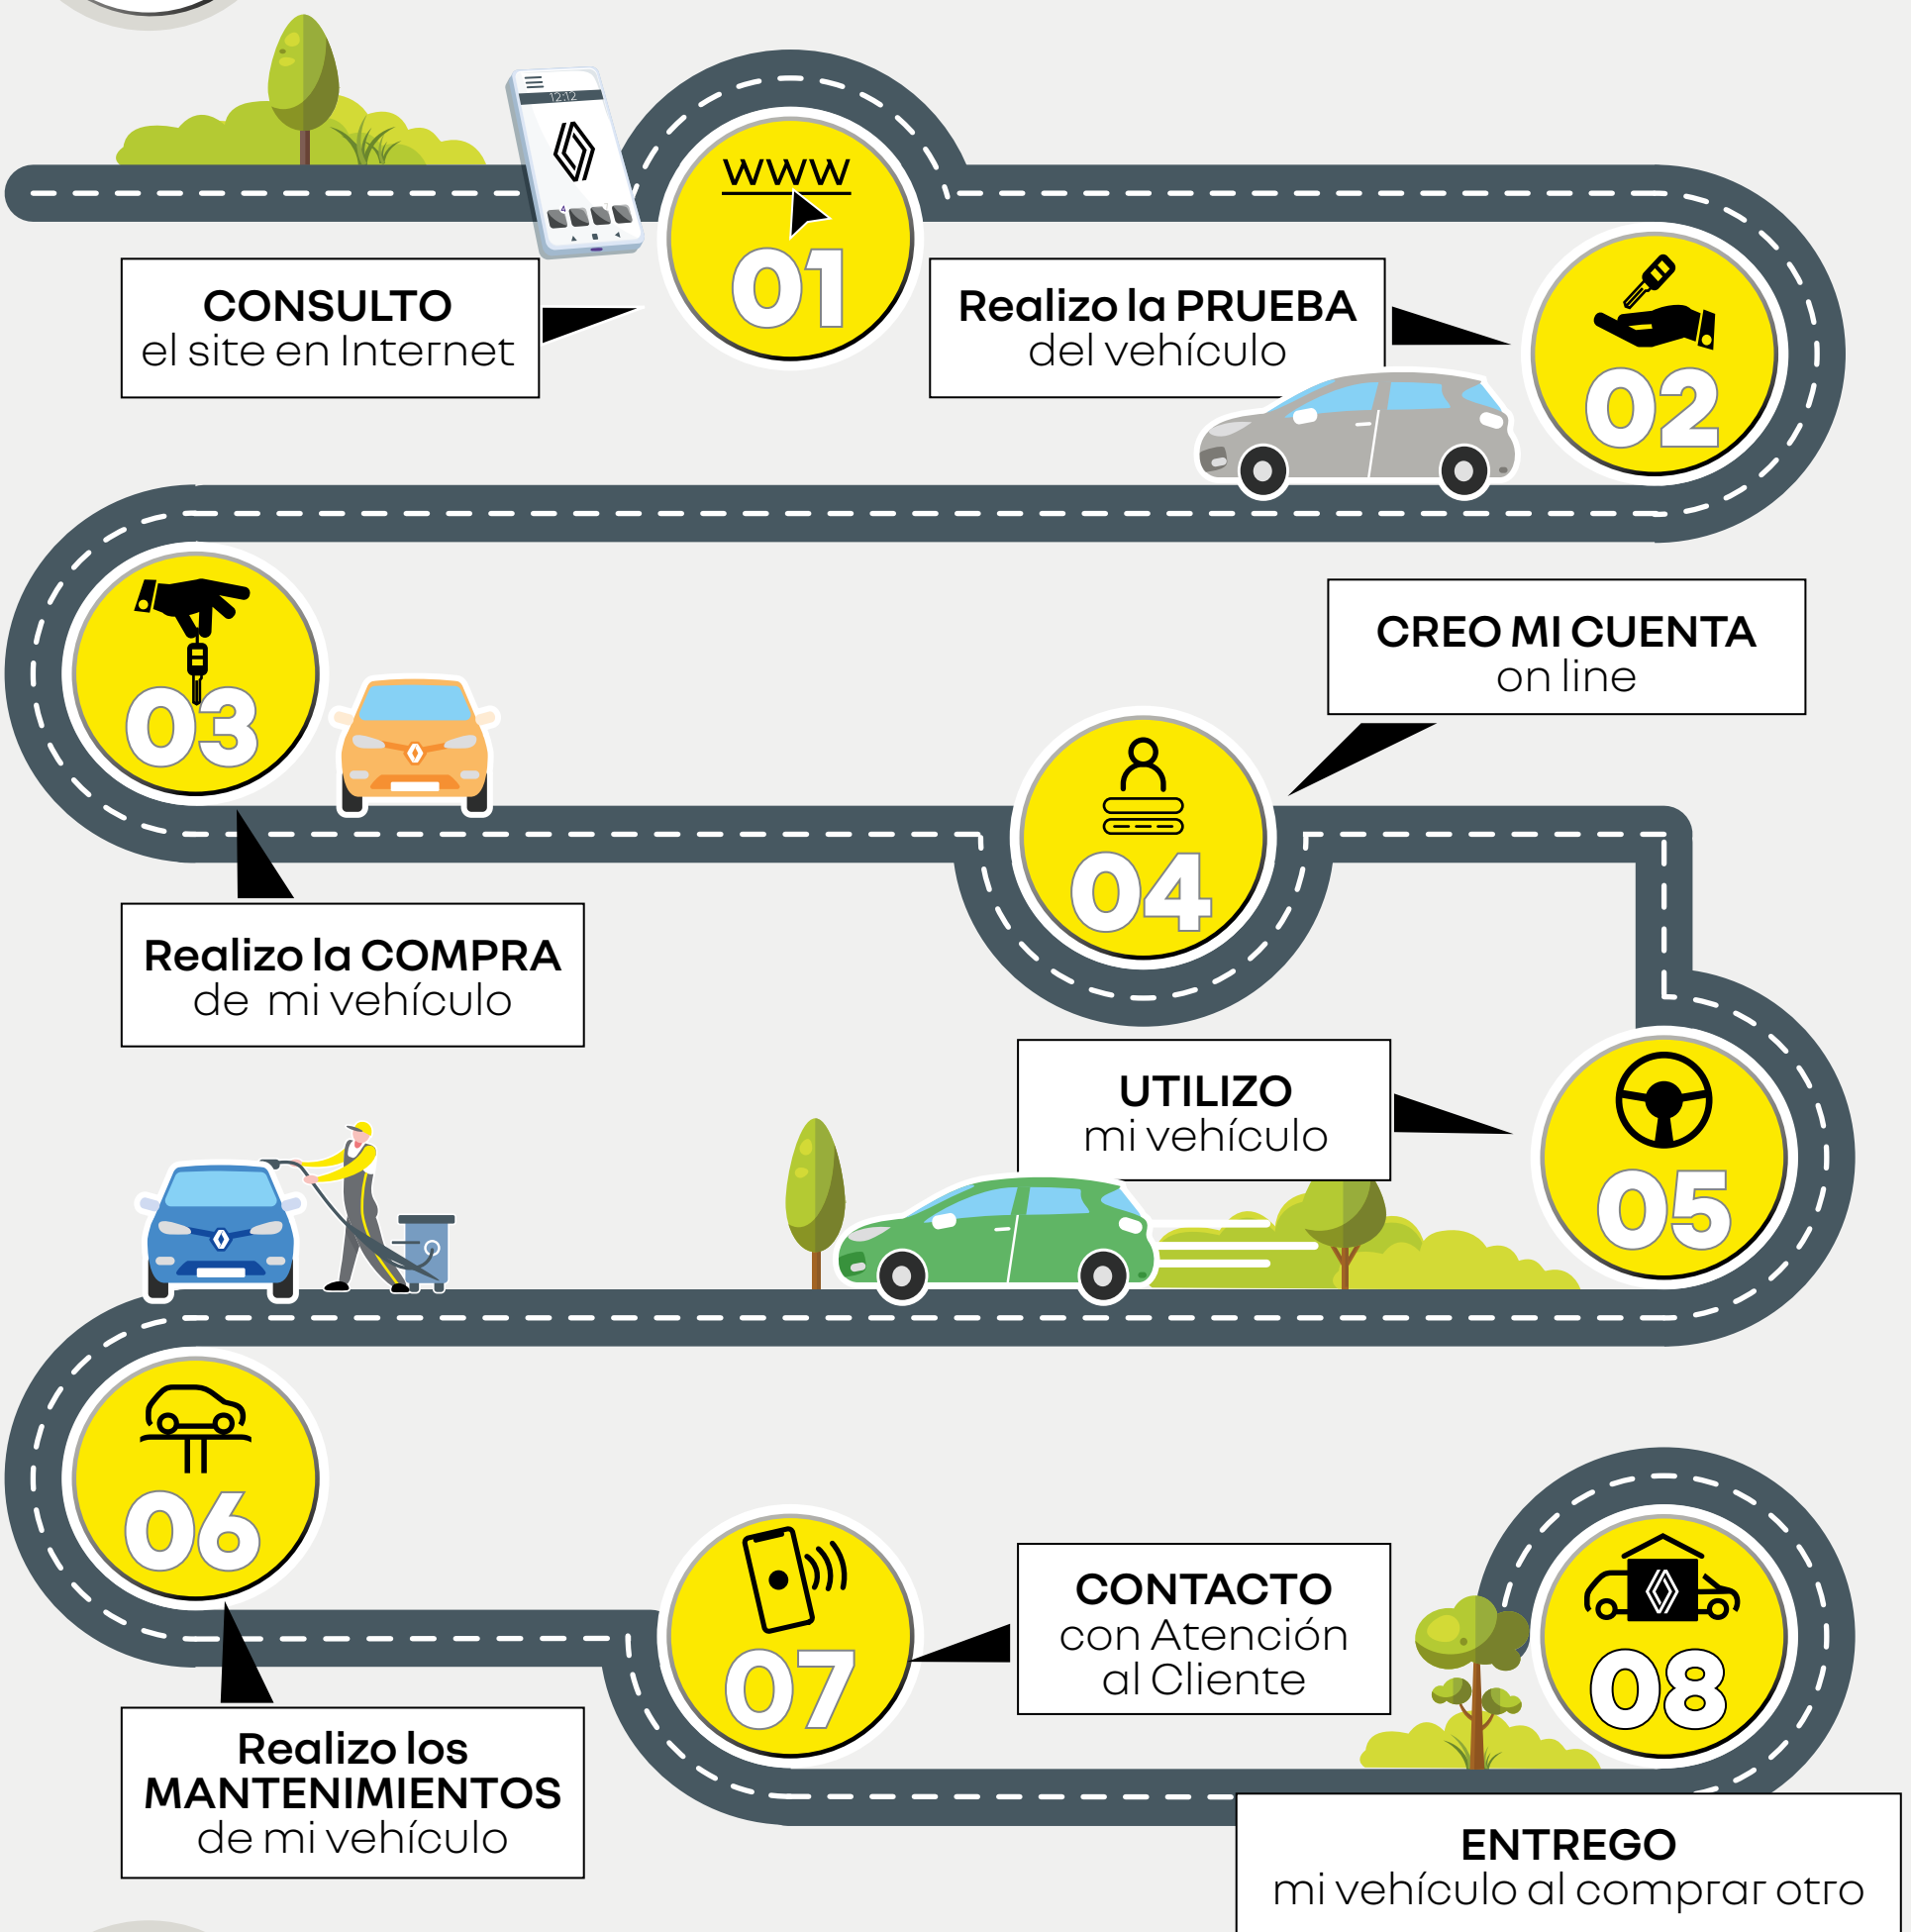 12:12
WWW
01
CONSULTO
el site en Internet
Realizo la PRUEBA
del vehículo
02
03
Realizo la COMPRA
de mi vehículo
CREO MI CUENTA
on line
04
UTILIZO
mi vehículo
05
06
Realizo los
MANTENIMIENTOS
de mi vehículo
07
CONTACTO
con Atención
al Cliente
08
ENTREGO
mi vehículo al comprar otro